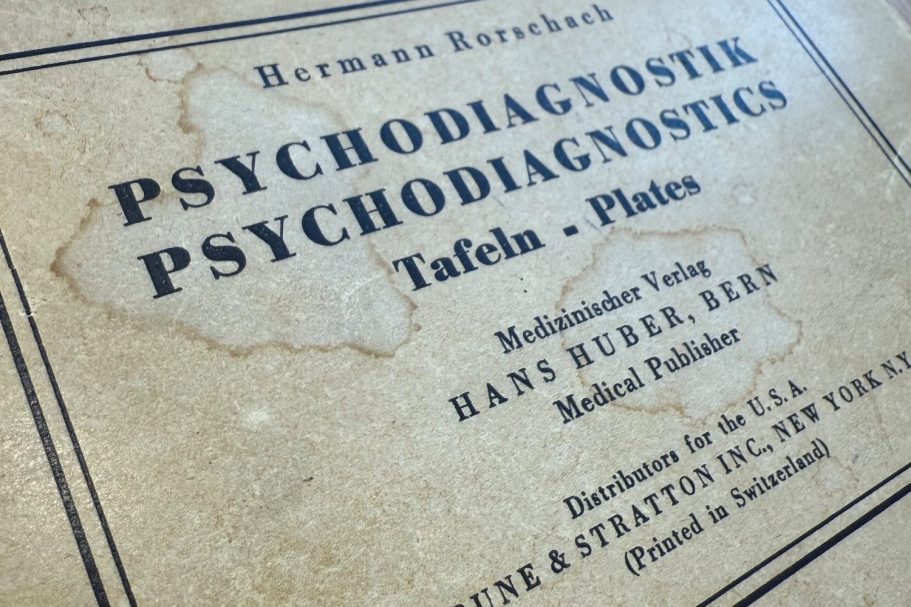 Hermann Rorschach
PSYCHODIAGNOSTIK
PSYCHODIAGNOSTICS
Tafeln - Plates
Medizinischer Verlag
HANS HUBER, BERN
Medical Publisher
Distributors for the U.S.A.
RUNE & STRATTON INC., NEW YORK N.Y.
(Printed in Switzerland)